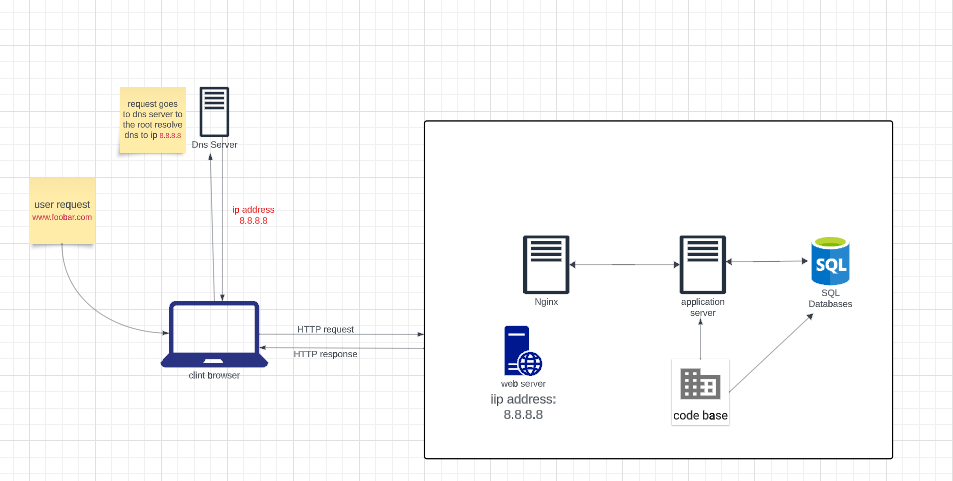 request goes
to dns server to
the root resolve
dns to ip 8.8.8.8
Dns Server
user request
www.foobar.com
ip address
8.8.8.8
clint browser
HTTP request
HTTP response
Nginx
application
server
SQL
SQL
Databases
web server
iip address:
8.8.8.8
code base